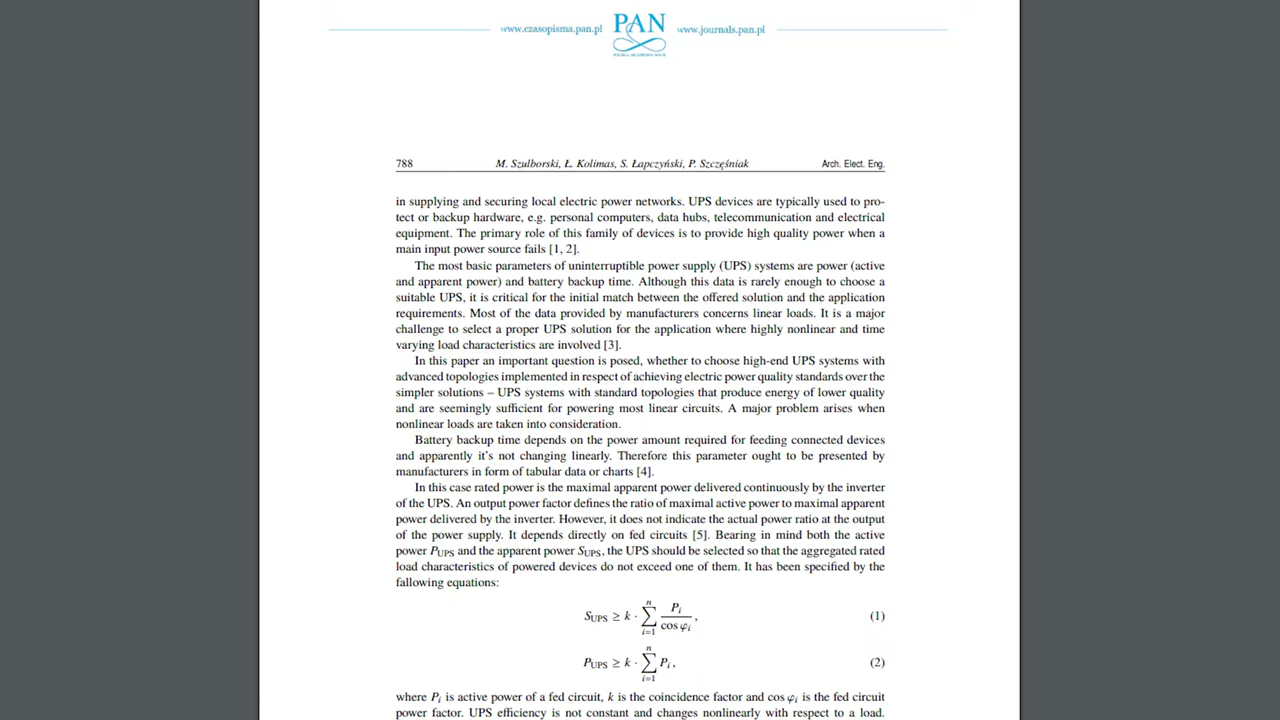 www.czasopisma.pan.pl PAN www.journals.pan.pl
POLSKA AKADEMIA NAUK
788 M. Szulborski, Ł. Kolimas, S. Łapczyński, P. Szczęśniak Arch. Elect. Eng.
in supplying and securing local electric power networks. UPS devices are typically used to pro-
tect or backup hardware, e.g. personal computers, data hubs, telecommunication and electrical
equipment. The primary role of this family of devices is to provide high quality power when a
main input power source fails [1, 2].
The most basic parameters of uninterruptible power supply (UPS) systems are power (active
and apparent power) and battery backup time. Although this data is rarely enough to choose a
suitable UPS, it is critical for the initial match between the offered solution and the application
requirements. Most of the data provided by manufacturers concerns linear loads. It is a major
challenge to select a proper UPS solution for the application where highly nonlinear and time
varying load characteristics are involved [3].
In this paper an important question is posed, whether to choose high-end UPS systems with
advanced topologies implemented in respect of achieving electric power quality standards over the
simpler solutions – UPS systems with standard topologies that produce energy of lower quality
and are seemingly sufficient for powering most linear circuits. A major problem arises when
nonlinear loads are taken into consideration.
Battery backup time depends on the power amount required for feeding connected devices
and apparently it's not changing linearly. Therefore this parameter ought to be presented by
manufacturers in form of tabular data or charts [4].
In this case rated power is the maximal apparent power delivered continuously by the inverter
of the UPS. An output power factor defines the ratio of maximal active power to maximal apparent
power delivered by the inverter. However, it does not indicate the actual power ratio at the output
of the power supply. It depends directly on fed circuits [5]. Bearing in mind both the active
power P_UPS and the apparent power S_UPS, the UPS should be selected so that the aggregated rated
load characteristics of powered devices do not exceed one of them. It has been specified by the
fallowing equations:
S_UPS ≥ k · ∑_{i=1}^{n} P_i / cos φ_i , (1)
P_UPS ≥ k · ∑_{i=1}^{n} P_i , (2)
where P_i is active power of a fed circuit, k is the coincidence factor and cos φ_i is the fed circuit
power factor. UPS efficiency is not constant and changes nonlinearly with respect to a load.